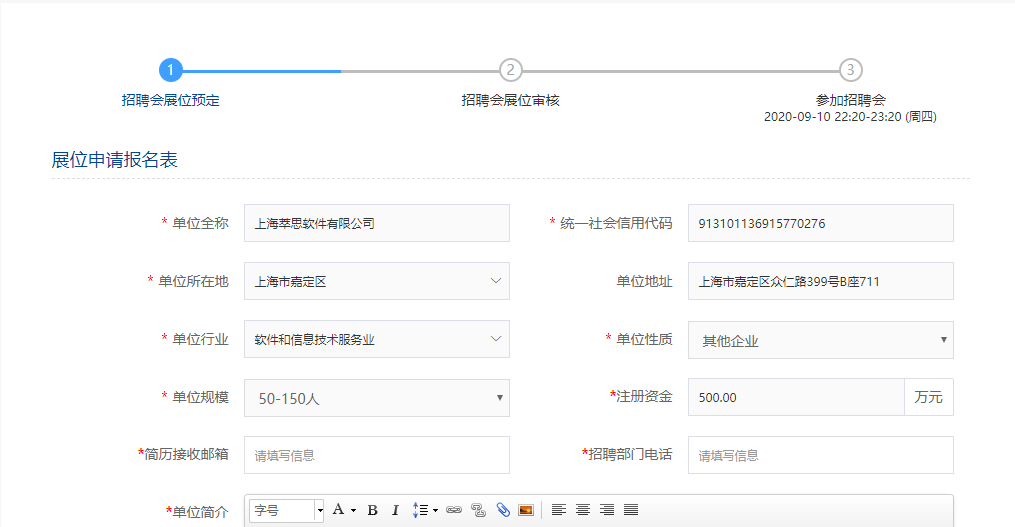 1 2 3
招聘会展位预定 招聘会展位审核 参加招聘会
2020-09-10 22:20-23:20 (周四)
展位申请报名表
* 单位全称 上海萃思软件有限公司 * 统一社会信用代码 913101136915770276
* 单位所在地 上海市嘉定区 单位地址 上海市嘉定区众仁路399号B座711
* 单位行业 软件和信息技术服务业 * 单位性质 其他企业
* 单位规模 50-150人 *注册资金 500.00 万元
*简历接收邮箱 请填写信息 *招聘部门电话 请填写信息
*单位简介 字号 A B I